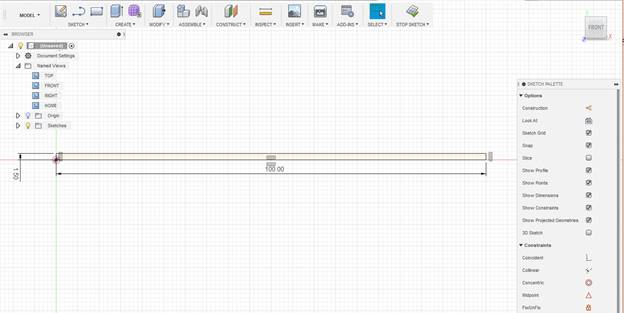 MODEL
SKETCH CREATE MODIFY ASSEMBLE CONSTRUCT INSPECT INSERT MAKE ADD-INS SELECT STOP SKETCH
BROWSER
(Unsaved)
Document Settings
Named Views
TOP
FRONT
RIGHT
HOME
Origin
Sketches
FRONT
Z
X
1.50
100.00
SKETCH PALETTE
Options
Construction
Look At
Sketch Grid
Snap
Slice
Show Profile
Show Points
Show Dimensions
Show Constraints
Show Projected Geometries
3D Sketch
Constraints
Coincident
Collinear
Concentric
Midpoint
Fix/UnFix